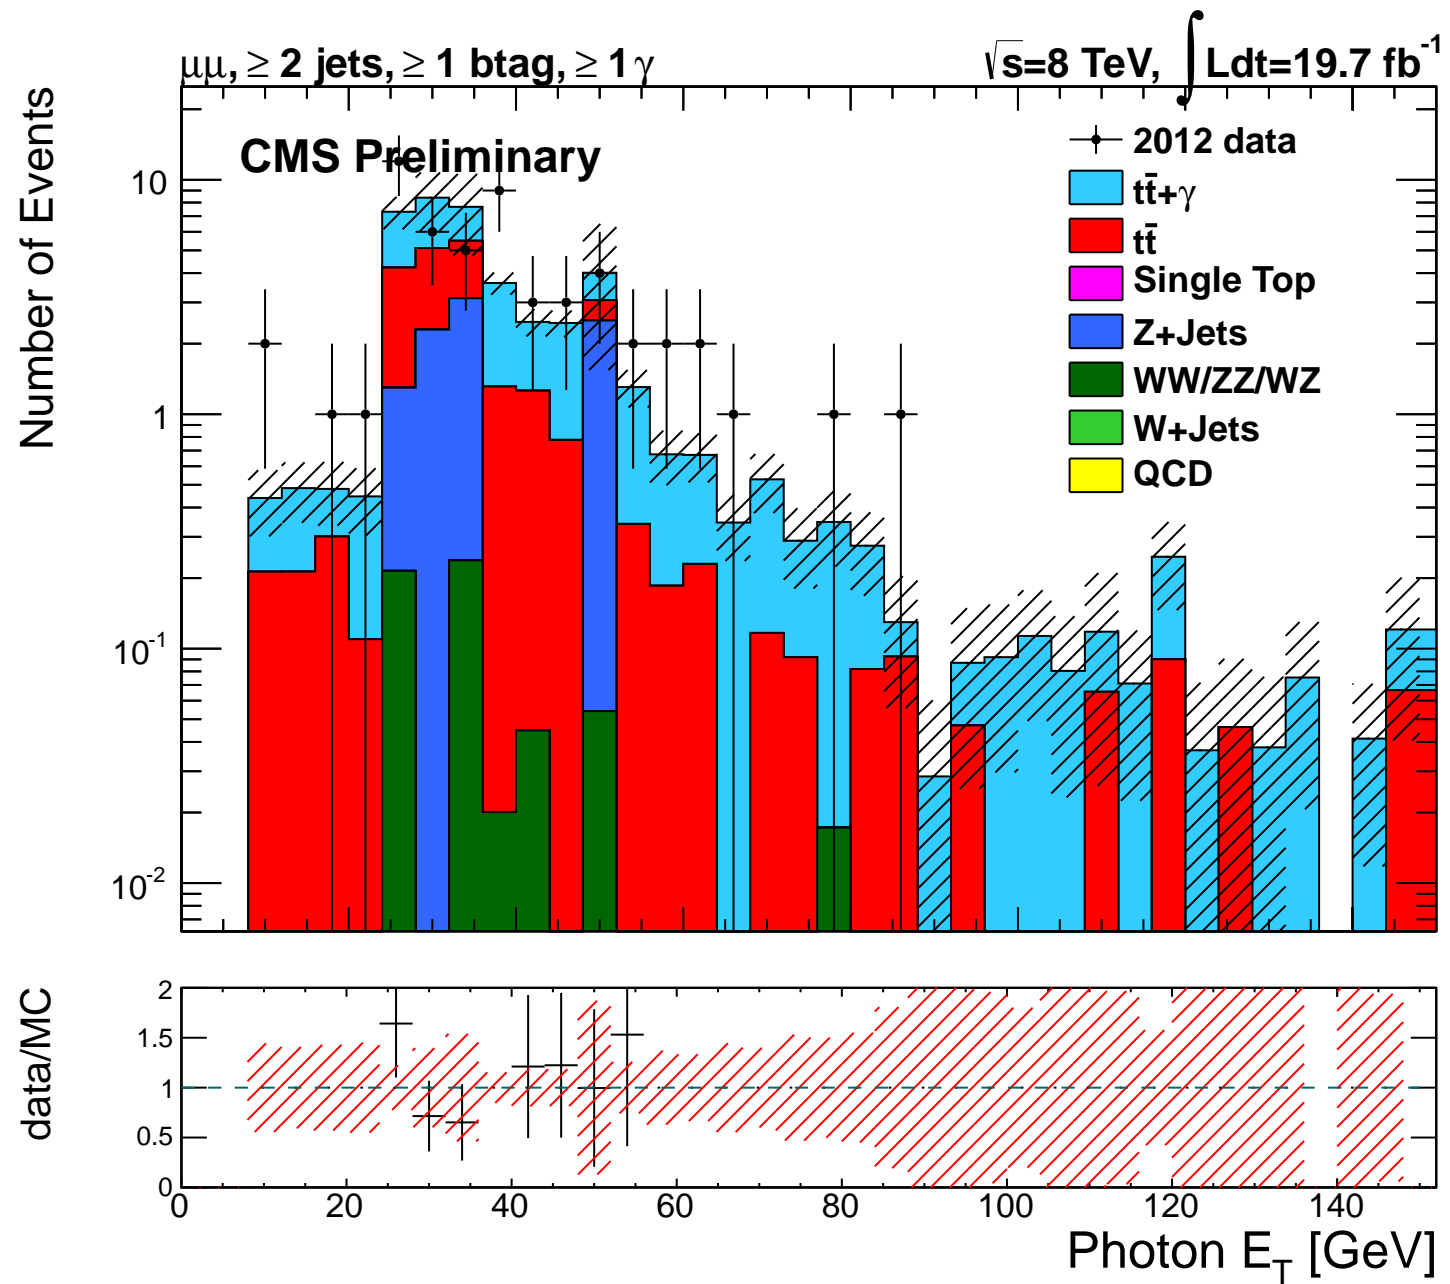 μμ, ≥ 2 jets, ≥ 1 btag, ≥ 1 γ
√s=8 TeV, ∫ Ldt=19.7 fb⁻¹
CMS Preliminary
2012 data
tt̄+γ
tt̄
Single Top
Z+Jets
WW/ZZ/WZ
W+Jets
QCD
Number of Events
10
1
10⁻¹
10⁻²
data/MC
2
1.5
1
0.5
0
0 20 40 60 80 100 120 140
Photon E_T [GeV]